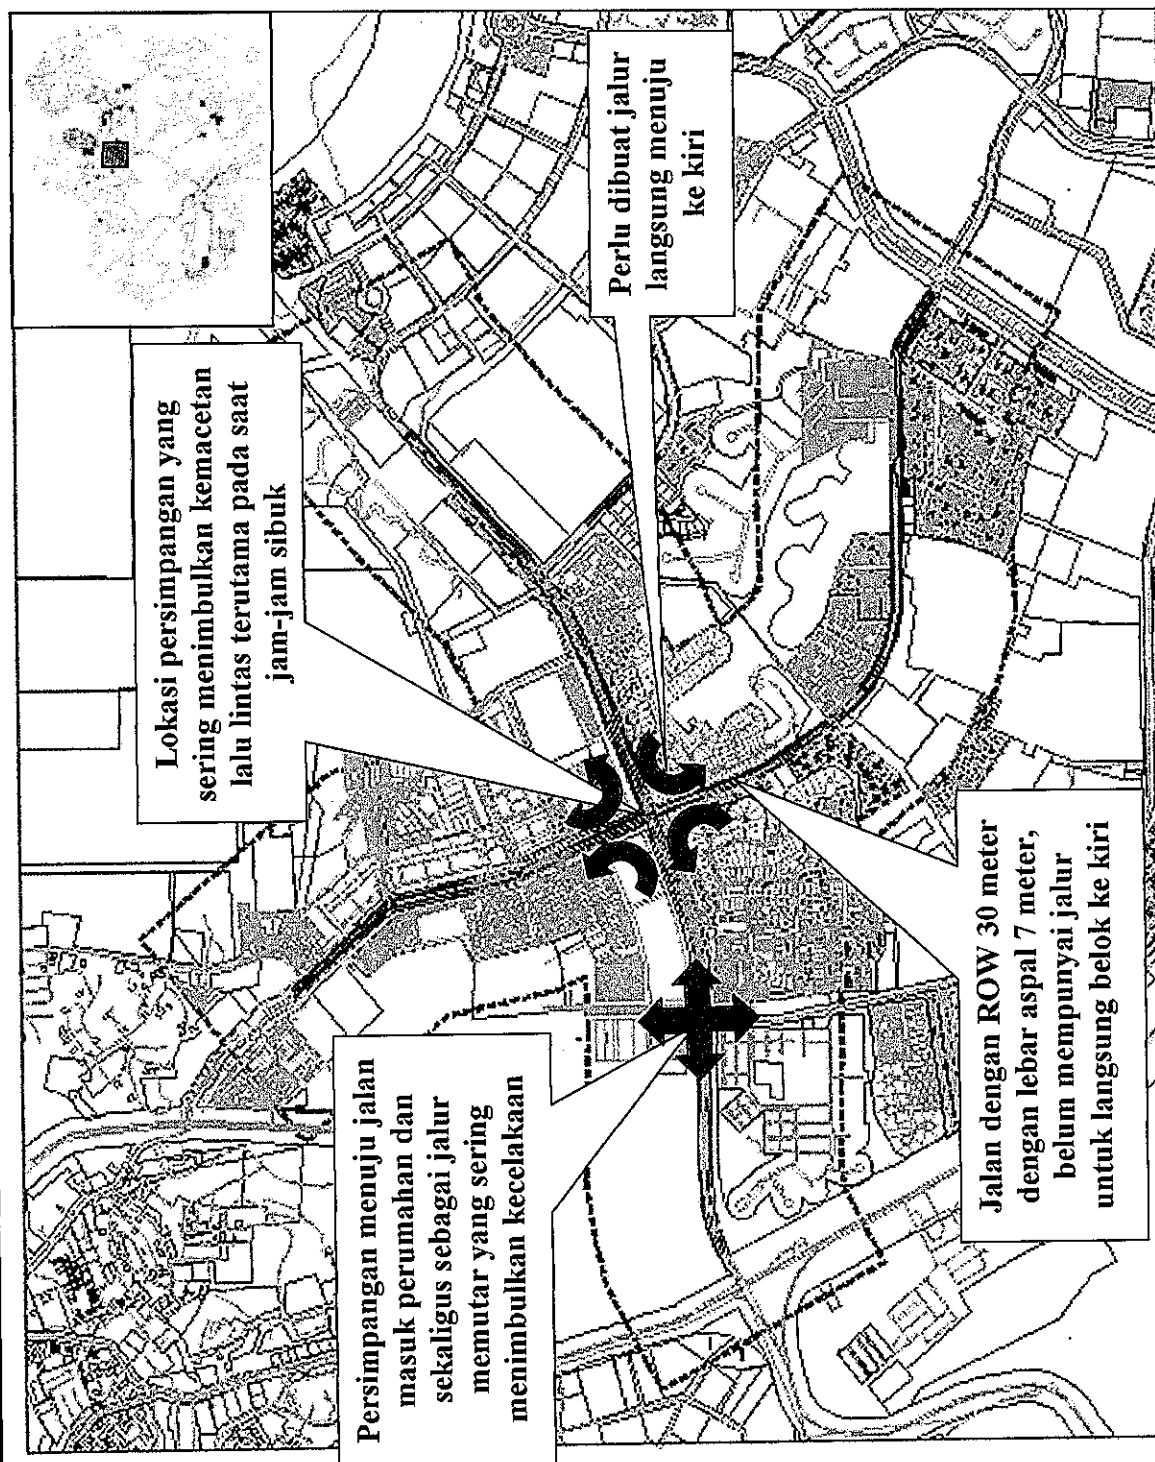 Lokasi persimpangan yang
sering menimbulkan kemacetan
lalu lintas terutama pada saat
jam-jam sibuk
Perlu dibuat jalur
langsung menuju
ke kiri
Persimpangan menuju jalan
masuk perumahan dan
sekaligus sebagai jalur
memutar yang sering
menimbulkan kecelakaan
Jalan dengan ROW 30 meter
dengan lebar aspal 7 meter,
belum mempunyai jalur
untuk langsung belok ke kiri